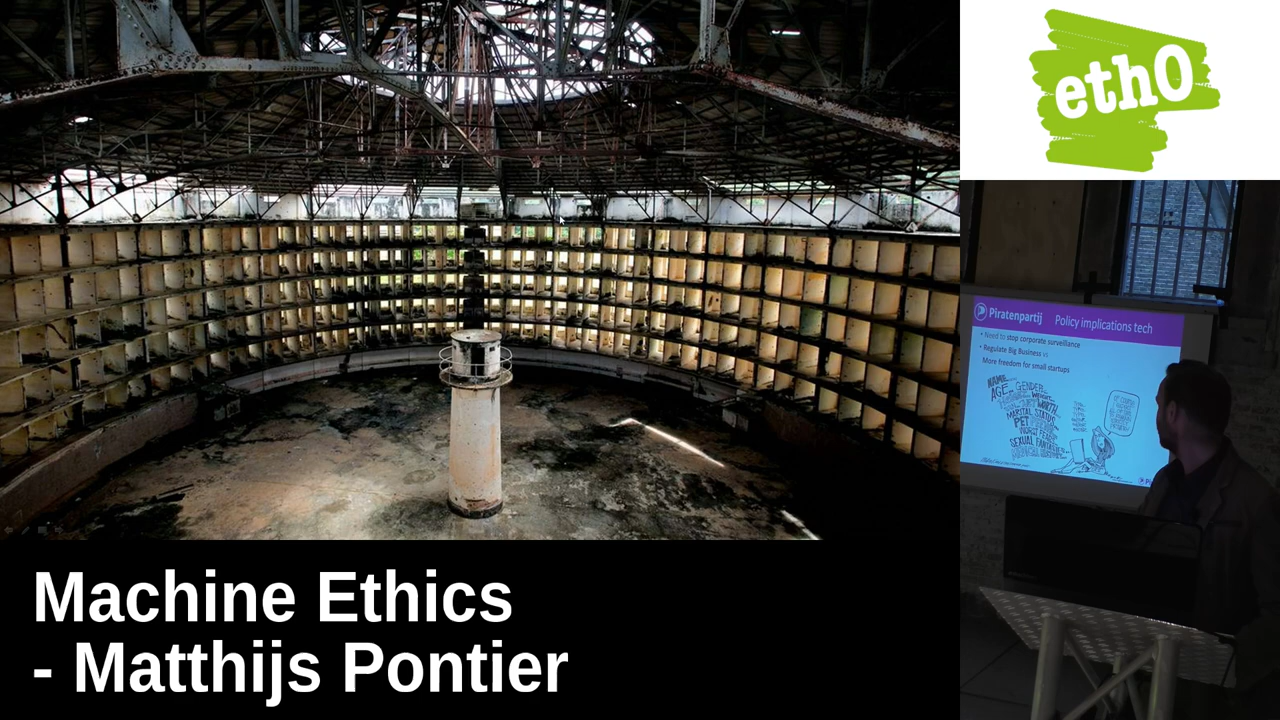 eth0
Piratenpartij Policy implications tech
• Need to stop corporate surveillance
• Regulate Big Business vs
More freedom for small startups
NAME
AGE
GENDER
WORTH
MARITAL STATUS
PET
SEXUAL
Machine Ethics
- Matthijs Pontier